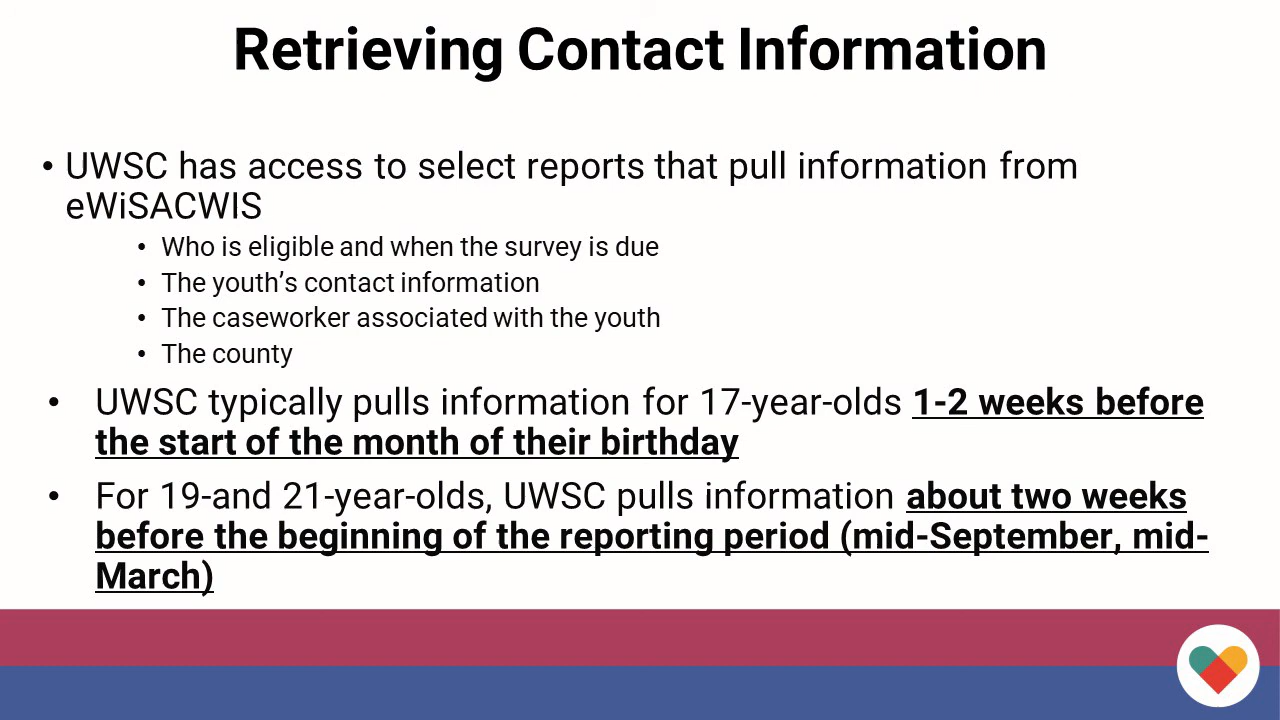 Retrieving Contact Information
• UWSC has access to select reports that pull information from
eWiSACWIS
• Who is eligible and when the survey is due
• The youth’s contact information
• The caseworker associated with the youth
• The county
• UWSC typically pulls information for 17-year-olds 1-2 weeks before
the start of the month of their birthday
• For 19-and 21-year-olds, UWSC pulls information about two weeks
before the beginning of the reporting period (mid-September, mid-
March)